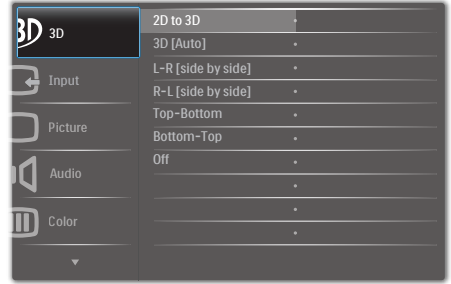 3D 3D
Input
Picture
Audio
Color
2D to 3D
3D [Auto]
L-R [side by side]
R-L [side by side]
Top-Bottom
Bottom-Top
Off